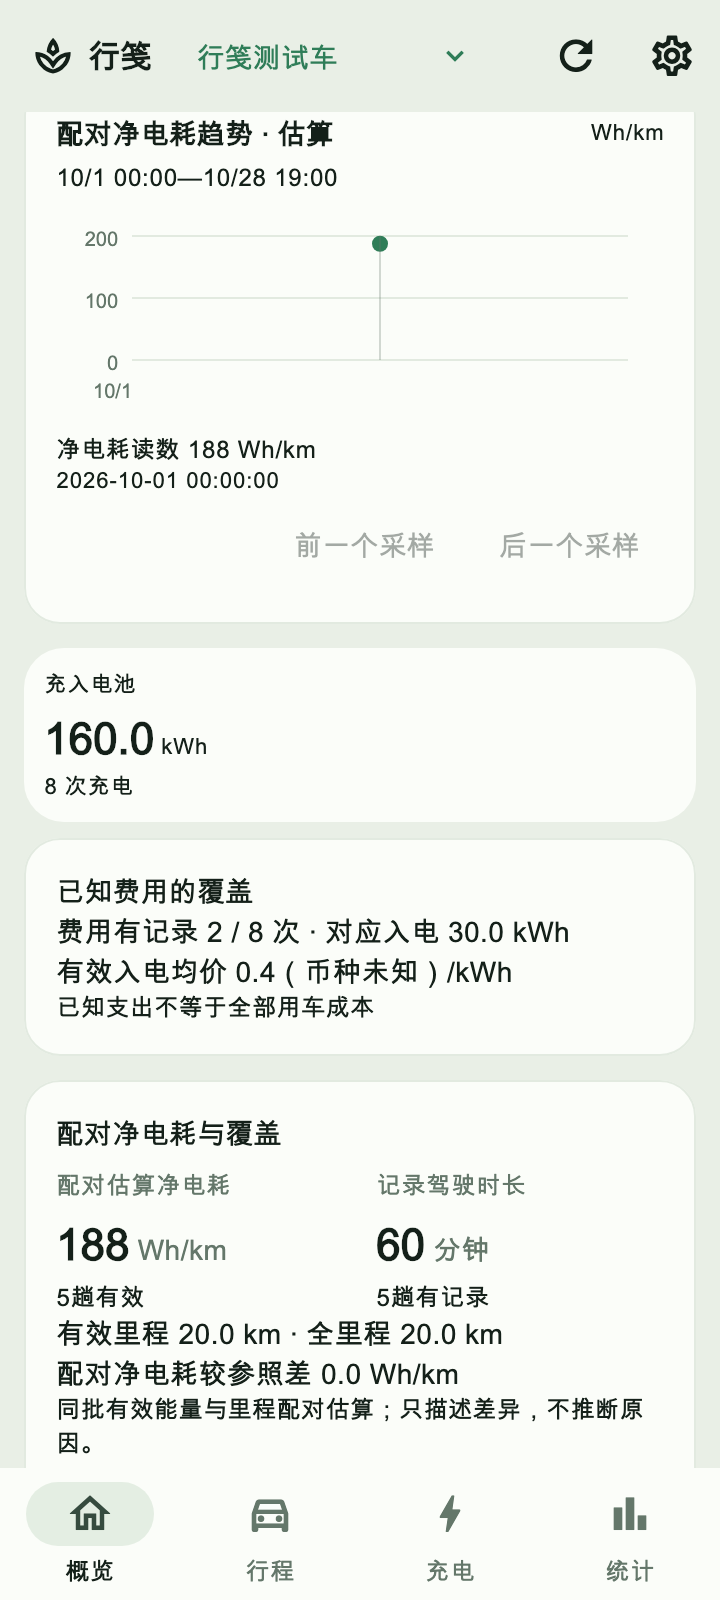 行笺
行笺测试车
配对净电耗趋势 · 估算
Wh/km
10/1 00:00—10/28 19:00
200
100
0
10/1
净电耗读数 188 Wh/km
2026-10-01 00:00:00
前一个采样
后一个采样
充入电池
160.0 kWh
8 次充电
已知费用的覆盖
费用有记录 2 / 8 次 · 对应入电 30.0 kWh
有效入电均价 0.4（币种未知）/kWh
已知支出不等于全部用车成本
配对净电耗与覆盖
配对估算净电耗
记录驾驶时长
188 Wh/km
60 分钟
5趟有效
5趟有记录
有效里程 20.0 km · 全里程 20.0 km
配对净电耗较参照差 0.0 Wh/km
同批有效能量与里程配对估算；只描述差异，不推断原
因。
概览
行程
充电
统计